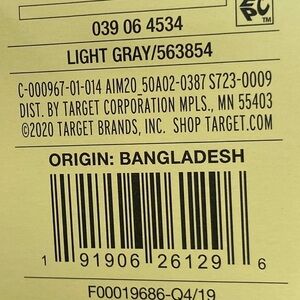 039 06 4534
LIGHT GRAY/563854
C-000967-01-014 AIM20_50A02-0387 S723-0009
DIST. BY TARGET CORPORATION MPLS., MN 55403
©2020 TARGET BRANDS, INC. SHOP TARGET.COM
ORIGIN: BANGLADESH
1 91906 26129 6
F00019686-Q4/19